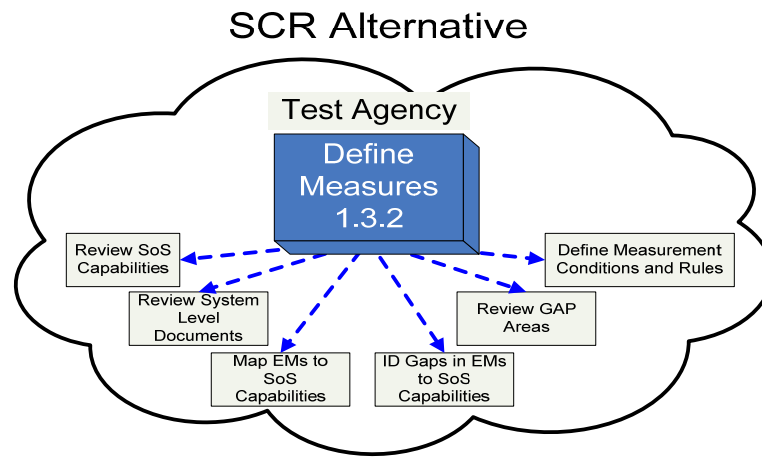 SCR Alternative
Test Agency
Define
Measures
1.3.2
Review SoS
Capabilities
Define Measurement
Conditions and Rules
Review System
Level
Documents
Review GAP
Areas
Map EMs to
SoS
Capabilities
ID Gaps in EMs
to SoS
Capabilities